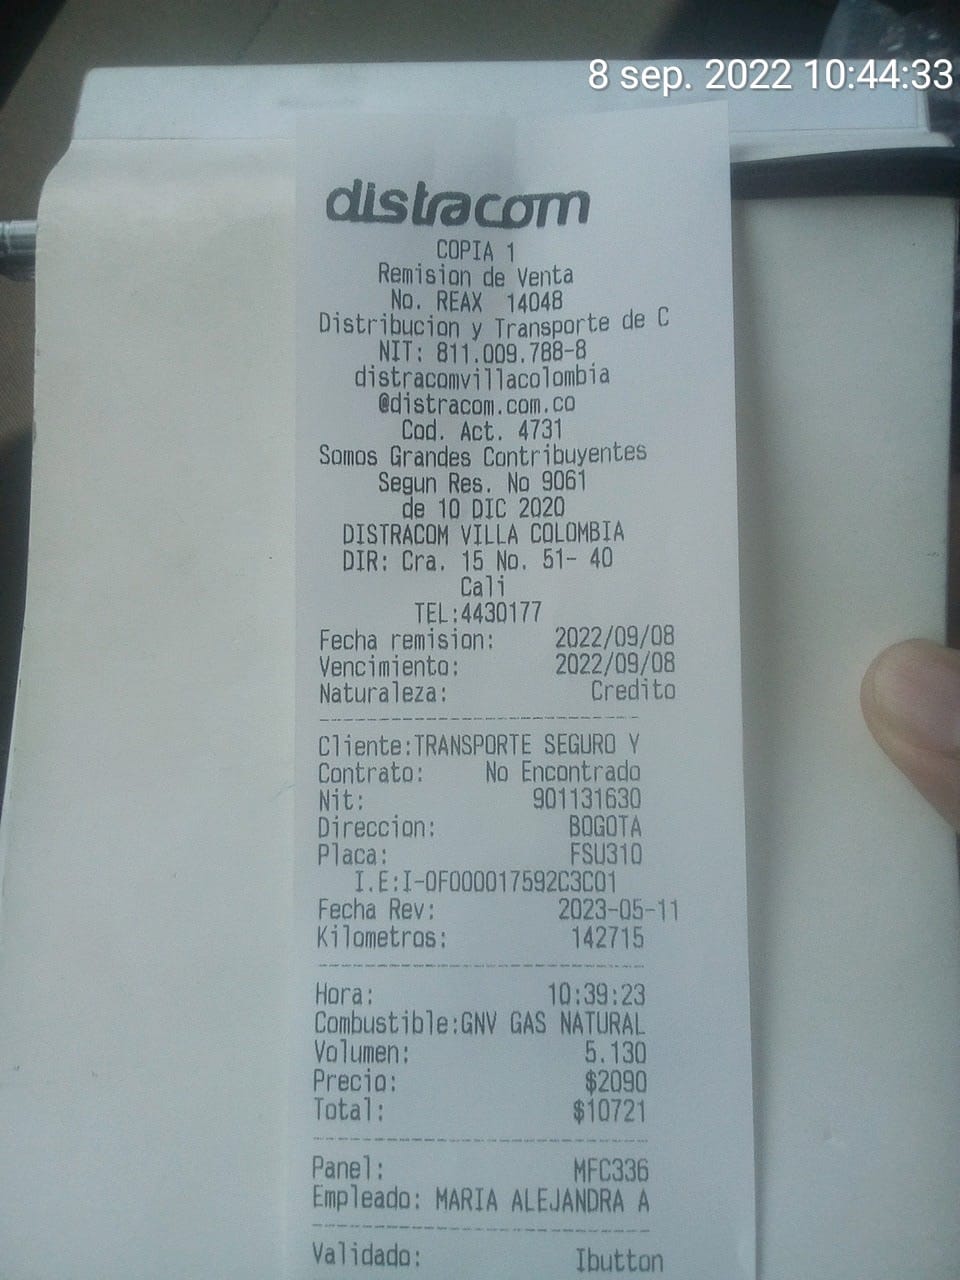 8 sep. 2022 10:44:33
distracom
COPIA 1
Remision de Venta
No. REAX 14048
Distribucion y Transporte de C
NIT: 811.009.788-8
distracomvillacolombia
@distracom.com.co
Cod. Act. 4731
Somos Grandes Contribuyentes
Segun Res. No 9061
de 10 DIC 2020
DISTRACOM VILLA COLOMBIA
DIR: Cra. 15 No. 51- 40
Cali
TEL:4430177
Fecha remision: 2022/09/08
Vencimiento: 2022/09/08
Naturaleza: Credito
Cliente:TRANSPORTE SEGURO Y
Contrato: No Encontrado
Nit: 901131630
Direccion: BOGOTA
Placa: FSU310
I.E:I-0F000017592C3C01
Fecha Rev: 2023-05-11
Kilometros: 142715
Hora: 10:39:23
Combustible:GNV GAS NATURAL
Volumen: 5.130
Precio: $2090
Total: $10721
Panel: MFC336
Empleado: MARIA ALEJANDRA A
Validado: Ibutton